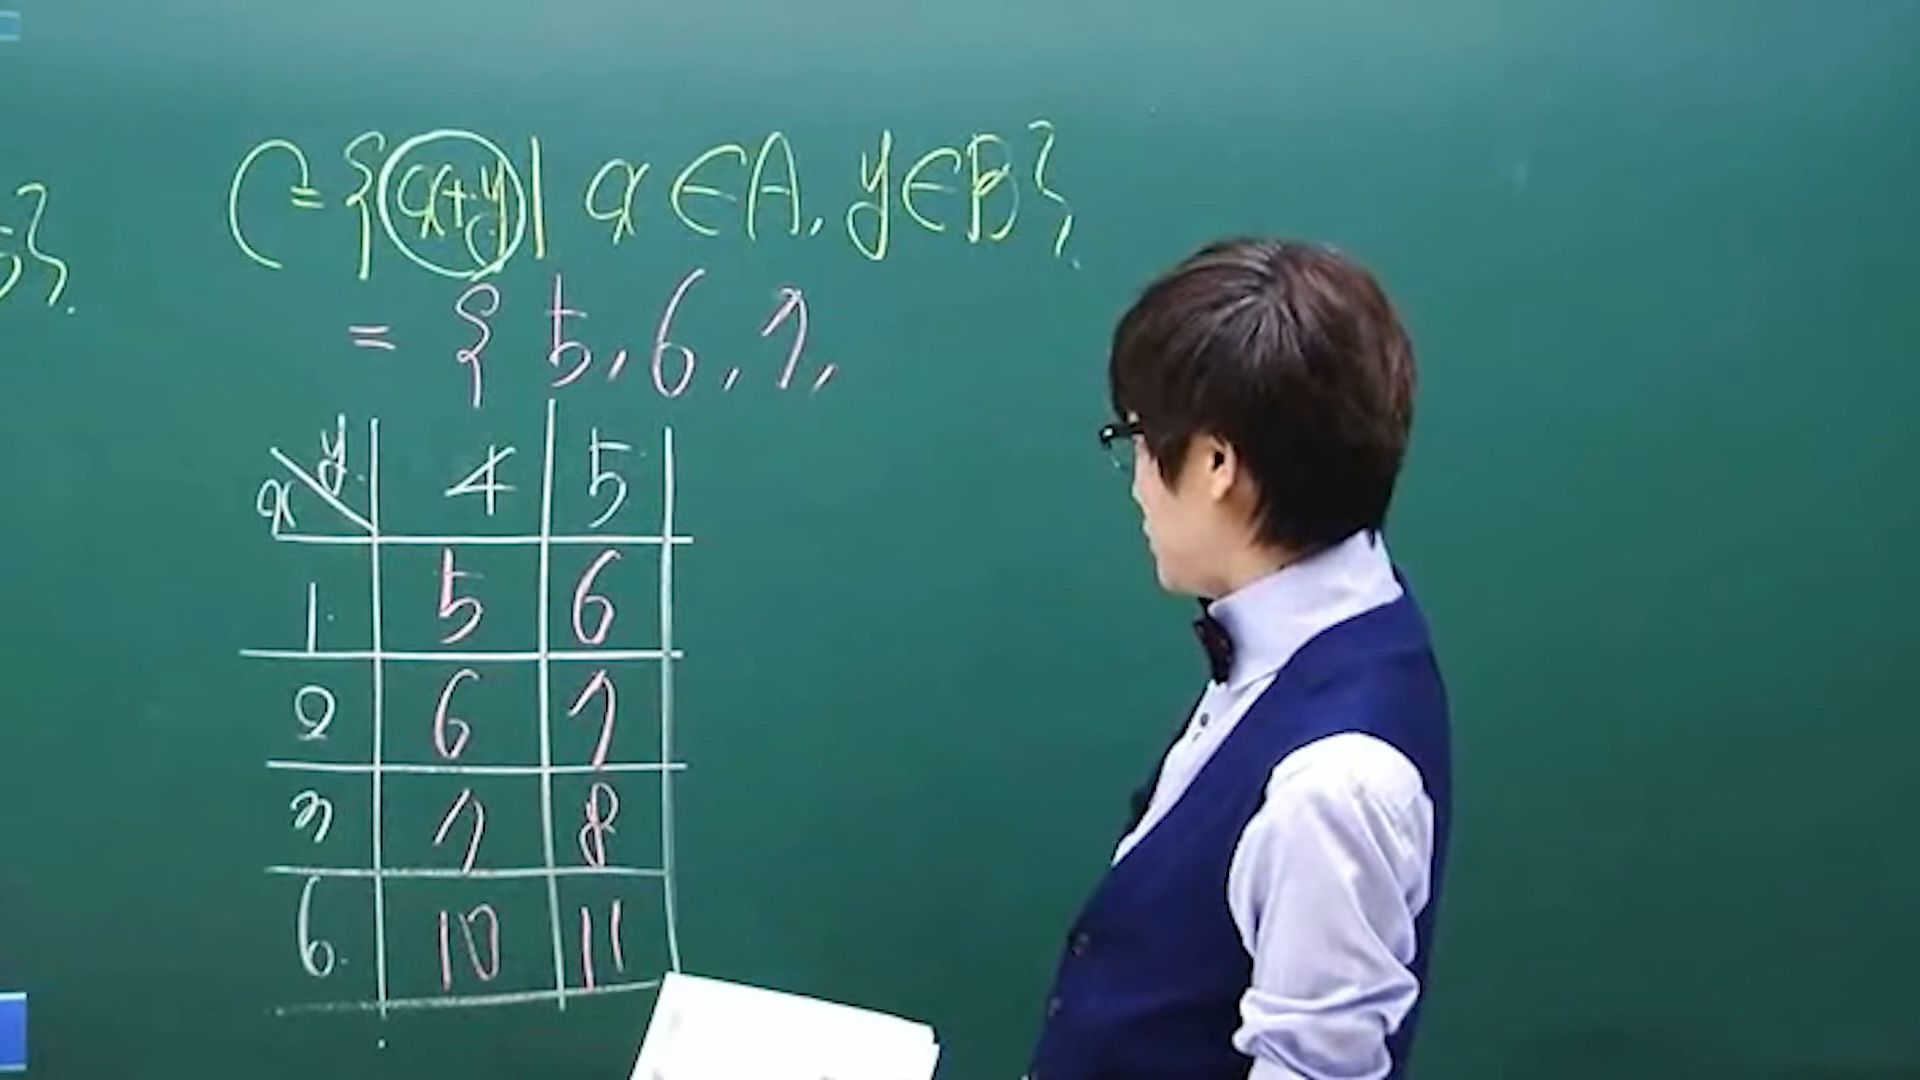 C = {x+y | x ∈ A, y ∈ B}
= { 5, 6, 7,
x y 4 5
1 5 6
2 6 7
3 7 8
6 10 11